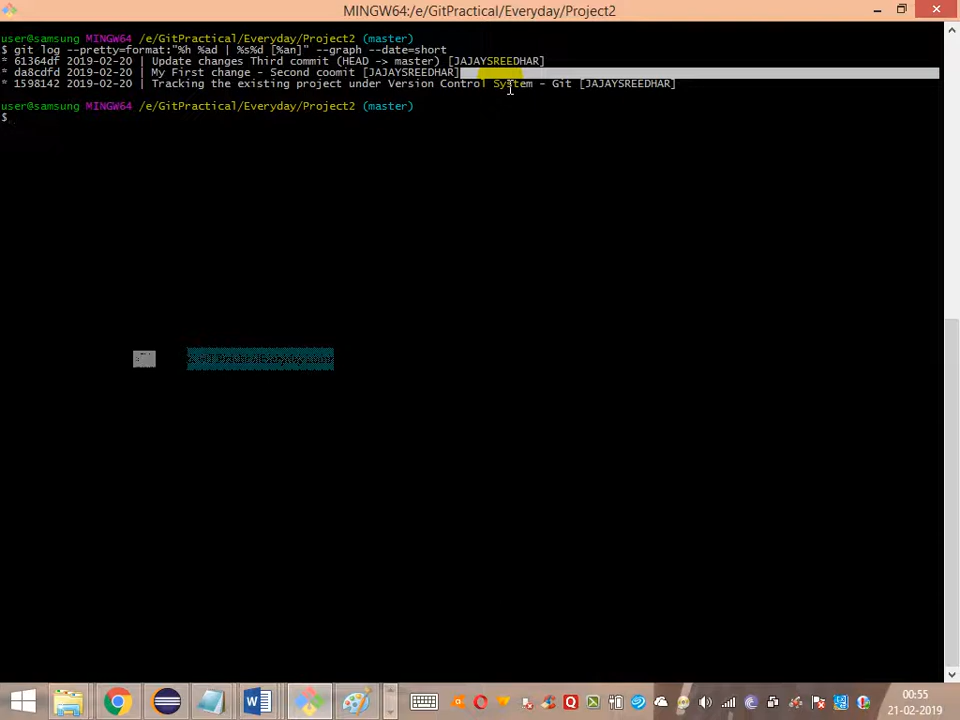 MINGW64:/e/GitPractical/Everyday/Project2
user@samsung MINGW64 /e/GitPractical/Everyday/Project2 (master)
$ git log --pretty=format:"%h %ad | %s%d [%an]" --graph --date=short
* 61364df 2019-02-20 | Update changes Third commit (HEAD -> master) [JAJAYSREEDHAR]
* da8cdfd 2019-02-20 | My First change - Second coomit [JAJAYSREEDHAR]
* 1598142 2019-02-20 | Tracking the existing project under Version Control System - Git [JAJAYSREEDHAR]
user@samsung MINGW64 /e/GitPractical/Everyday/Project2 (master)
$
00:55
21-02-2019